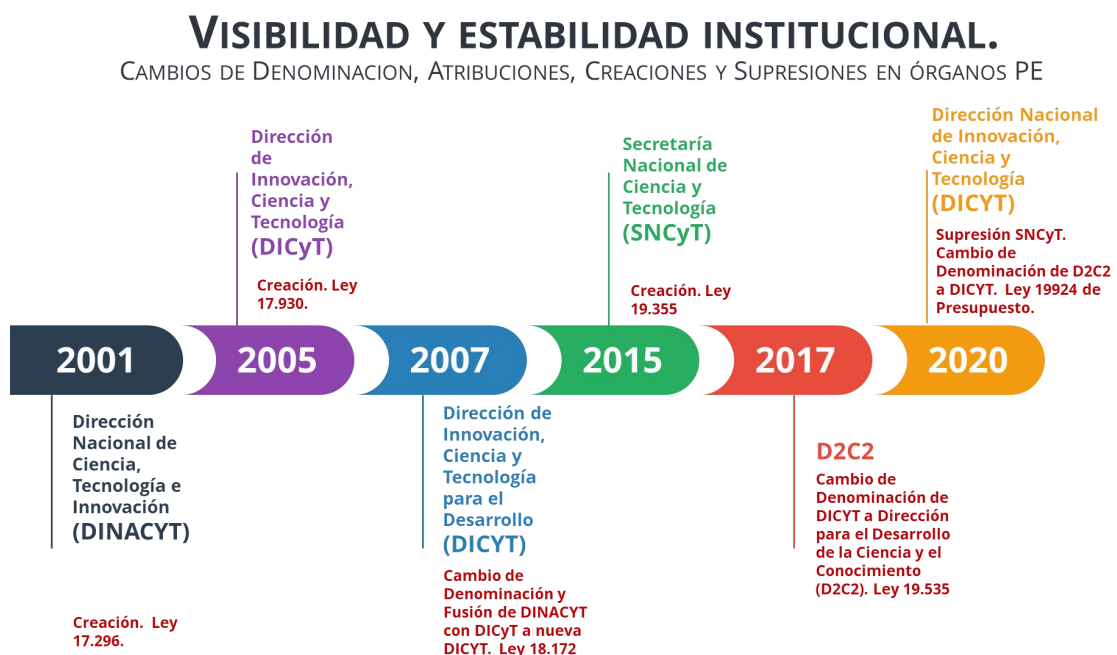 VISIBILIDAD Y ESTABILIDAD INSTITUCIONAL.
CAMBIOS DE DENOMINACION, ATRIBUCIONES, CREACIONES Y SUPRESIONES EN ÓRGANOS PE
2001
Dirección
Nacional de
Ciencia,
Tecnología e
Innovación
(DINACYT)
Creación. Ley
17.296.
Dirección
de
Innovación,
Ciencia y
Tecnología
(DICyT)
Creación. Ley
17.930.
2005
2007
Dirección de
Innovación,
Ciencia y
Tecnología
para el
Desarrollo
(DICYT)
Cambio de
Denominación y
Fusión de DINACYT
con DICyT a nueva
DICYT. Ley 18.172
Secretaría
Nacional de
Ciencia y
Tecnología
(SNCyT)
Creación. Ley
19.355
2015
2017
D2C2
Cambio de
Denominación de
DICYT a Dirección
para el Desarrollo
de la Ciencia y el
Conocimiento
(D2C2). Ley 19.535
Dirección Nacional
de Innovación,
Ciencia y
Tecnología
(DICYT)
Supresión SNCyT.
Cambio de
Denominación de D2C2
a DICYT. Ley 19924 de
Presupuesto.
2020